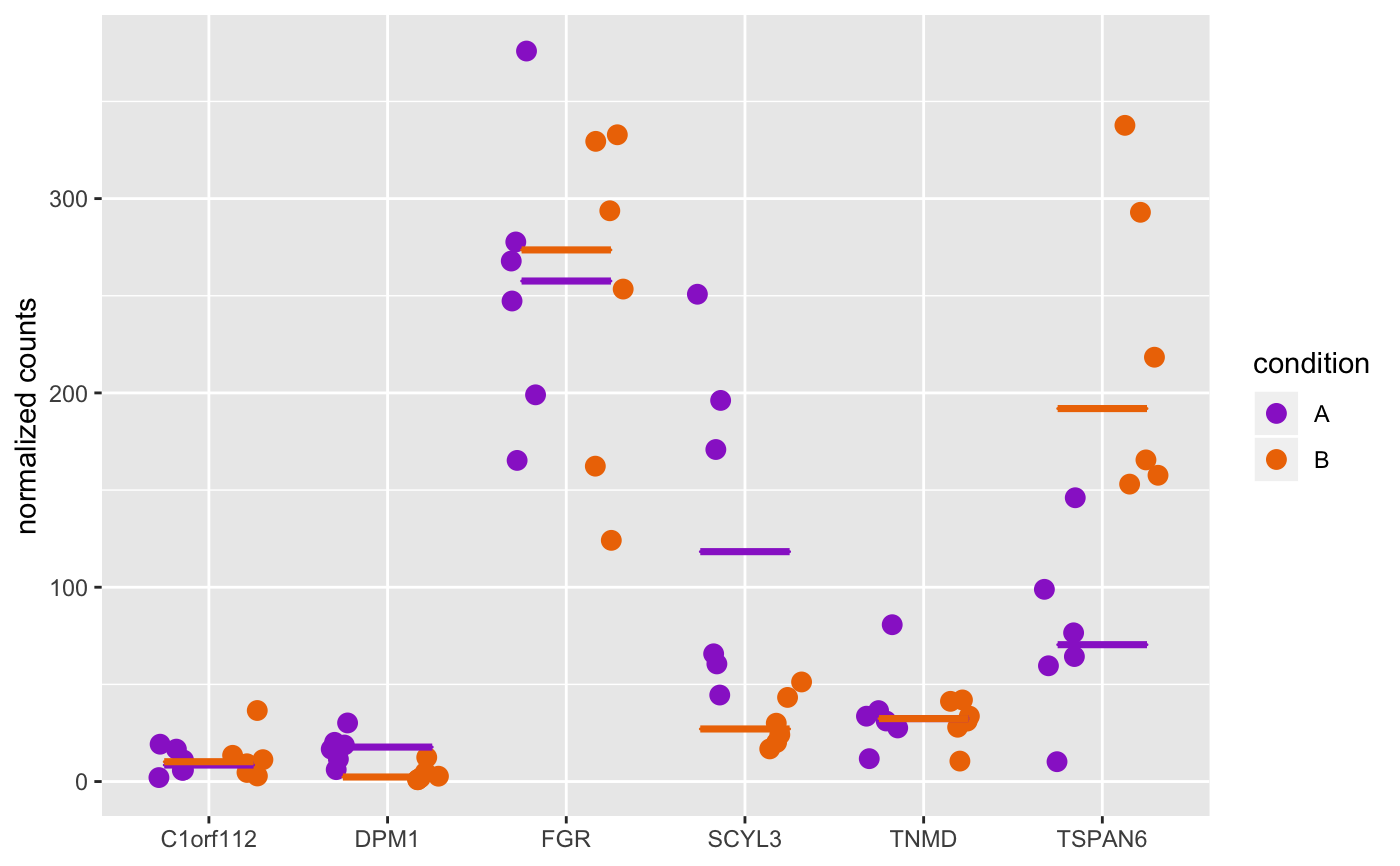 normalized counts
300
200
100
0
C1orf112 DPM1 FGR SCYL3 TNMD TSPAN6
condition
A
B